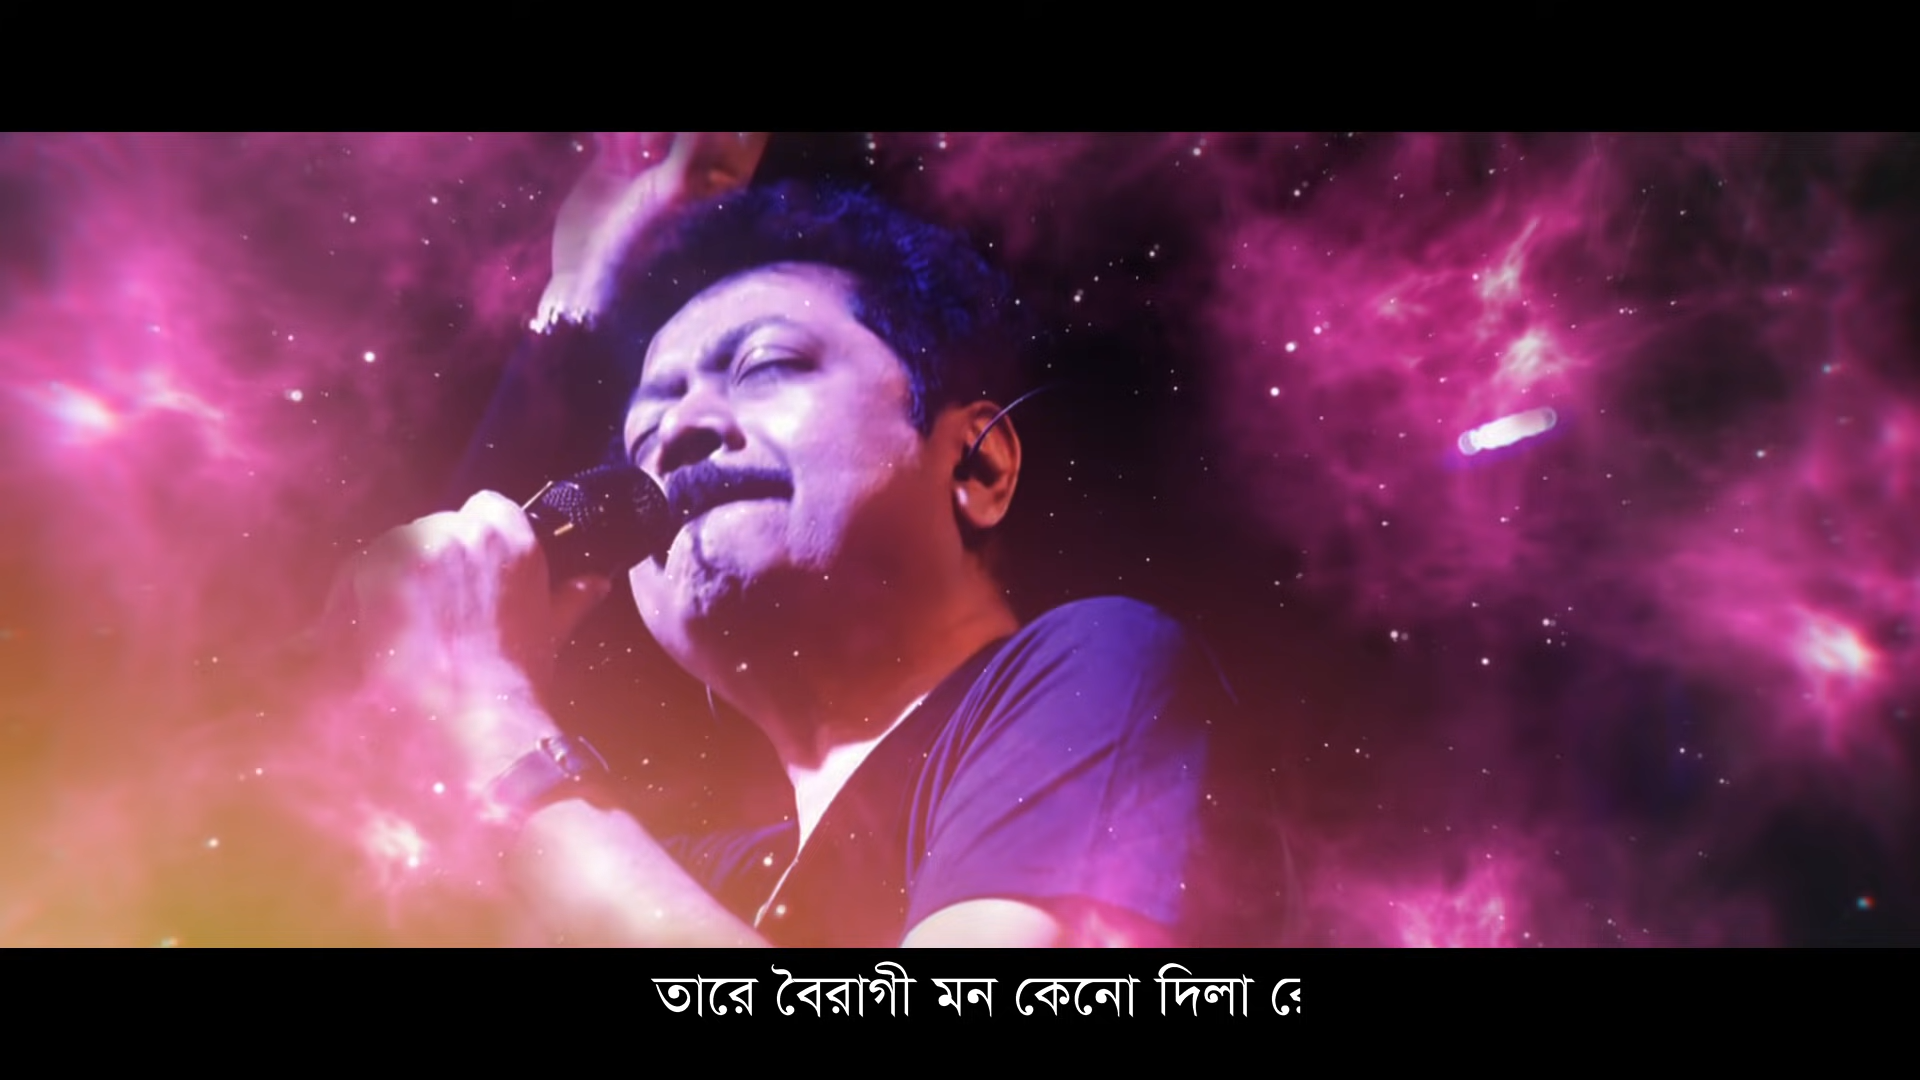 তারে বৈরাগী মন কেনো দিলা